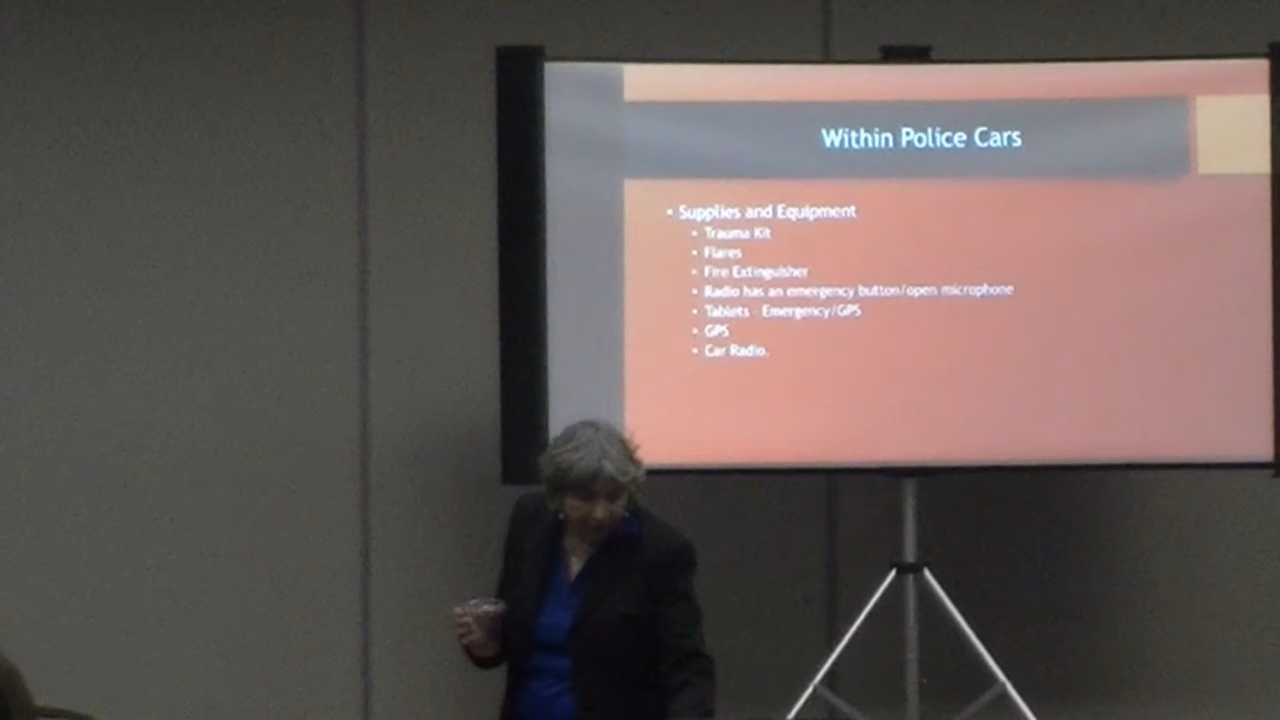 Within Police Cars
• Supplies and Equipment
• Trauma Kit
• Flares
• Fire Extinguisher
• Radio has an emergency button/open microphone
• Tablets - Emergency/GPS
• GPS
• Car Radio.